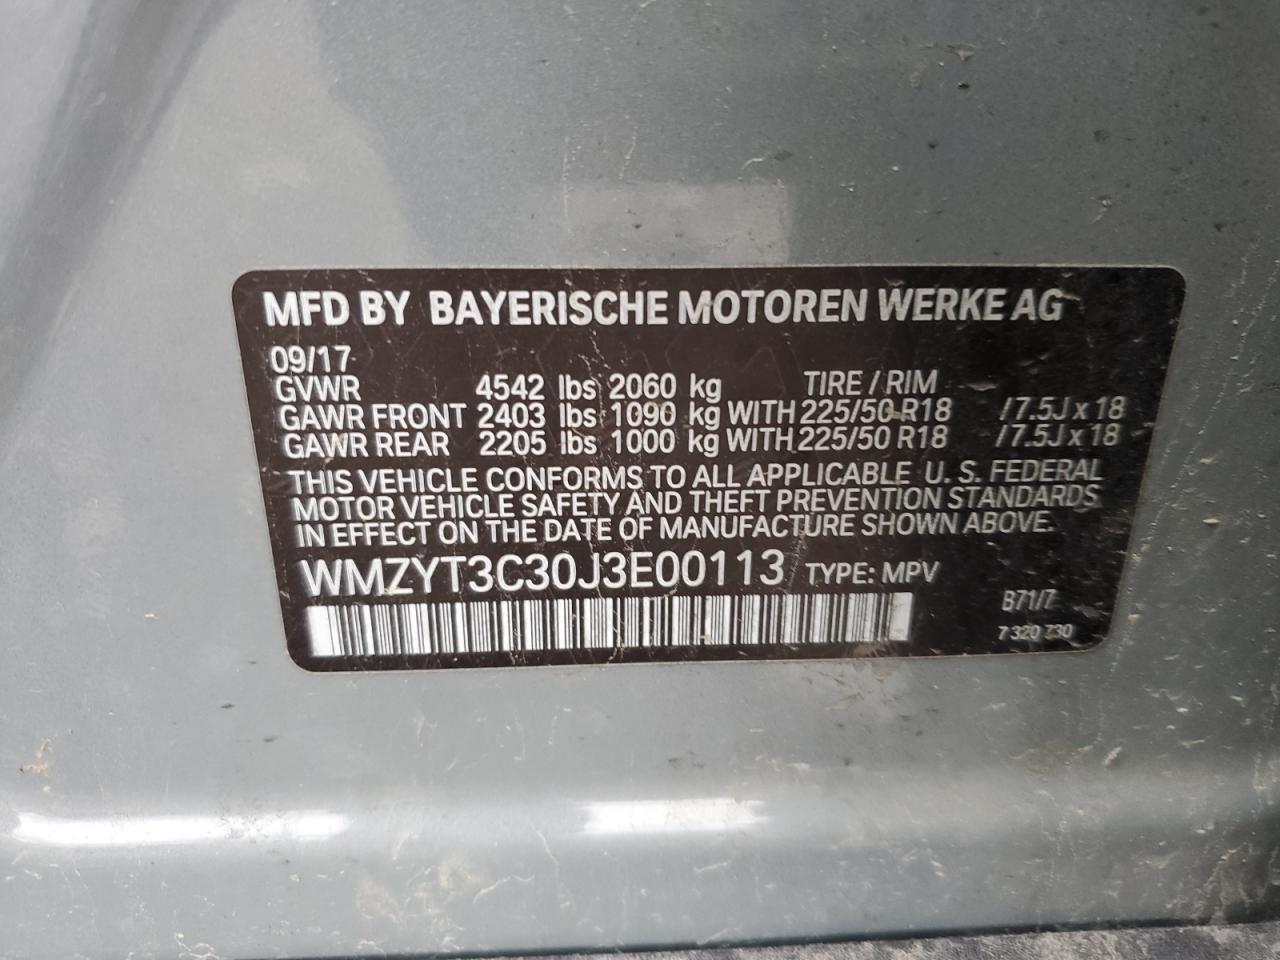 MFD BY BAYERISCHE MOTOREN WERKE AG
09/17
GVWR 4542 lbs 2060 kg TIRE / RIM
GAWR FRONT 2403 lbs 1090 kg WITH 225/50 R18 / 7.5J x 18
GAWR REAR 2205 lbs 1000 kg WITH 225/50 R18 / 7.5J x 18
THIS VEHICLE CONFORMS TO ALL APPLICABLE U. S. FEDERAL
MOTOR VEHICLE SAFETY AND THEFT PREVENTION STANDARDS
IN EFFECT ON THE DATE OF MANUFACTURE SHOWN ABOVE.
WMZYT3C30J3E00113 TYPE: MPV
B71/7
7 320 730